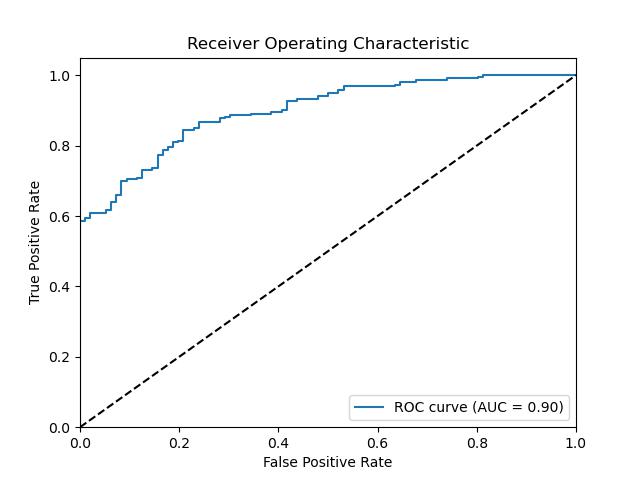 Receiver Operating Characteristic
True Positive Rate
1.0
0.8
0.6
0.4
0.2
0.0
ROC curve (AUC = 0.90)
0.0 0.2 0.4 0.6 0.8 1.0
False Positive Rate